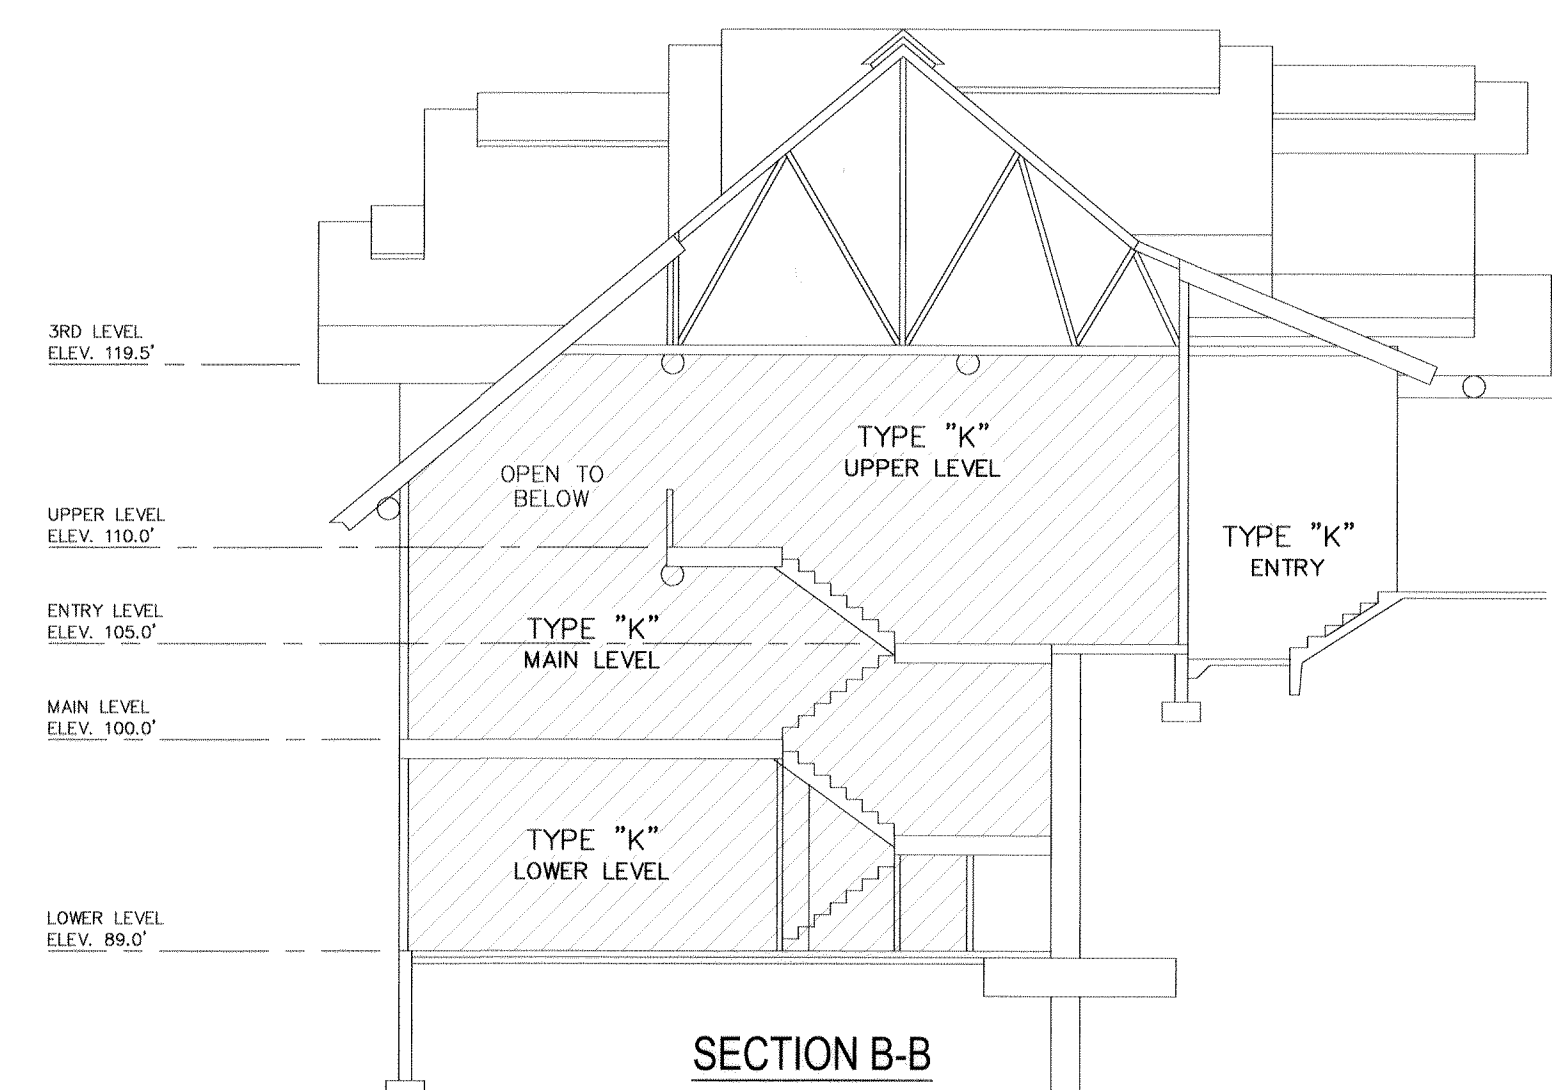 3RD LEVEL
ELEV. 119.5'
TYPE "K"
UPPER LEVEL
OPEN TO
BELOW
UPPER LEVEL
ELEV. 110.0'
TYPE "K"
ENTRY
ENTRY LEVEL
ELEV. 105.0'
TYPE "K"
MAIN LEVEL
MAIN LEVEL
ELEV. 100.0'
TYPE "K"
LOWER LEVEL
LOWER LEVEL
ELEV. 89.0'
SECTION B-B